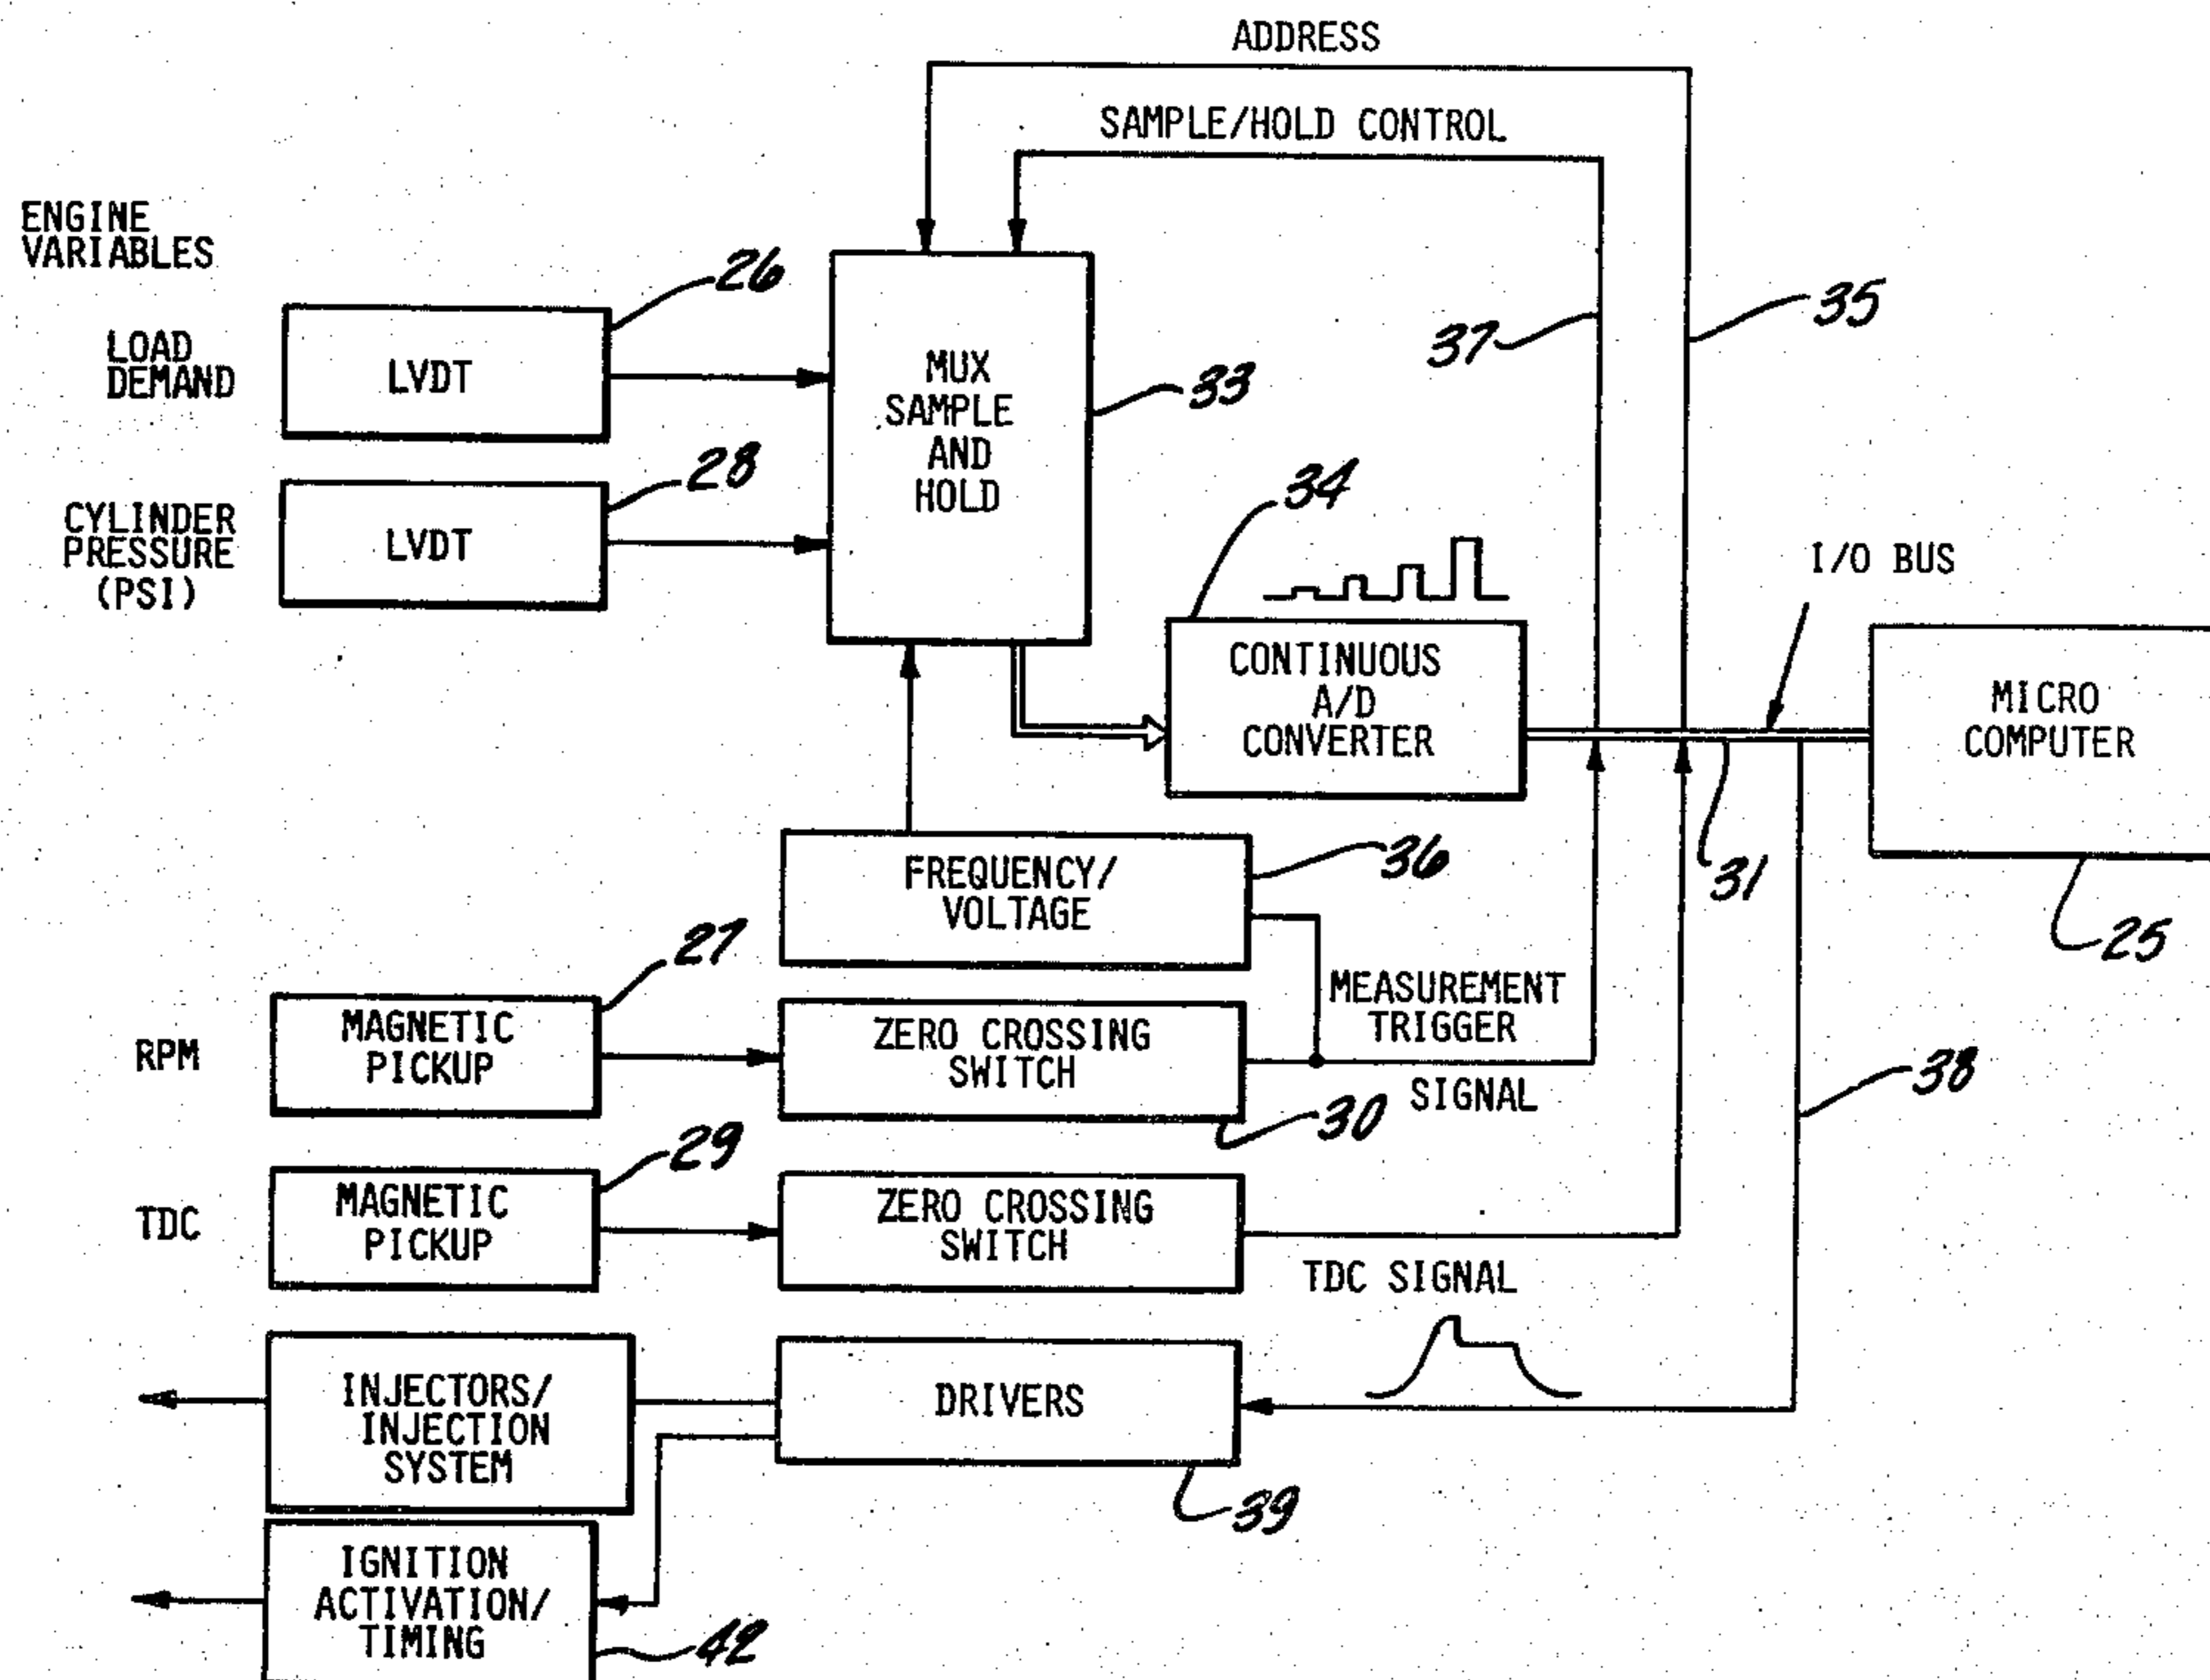 ADDRESS
SAMPLE/HOLD CONTROL
ENGINE
VARIABLES
26
LOAD
DEMAND
LVDT
MUX
SAMPLE
AND
HOLD
33
37
35
28
CYLINDER
PRESSURE
(PSI)
LVDT
34
I/O BUS
CONTINUOUS
A/D
CONVERTER
MICRO
COMPUTER
25
31
FREQUENCY/
VOLTAGE
36
27
RPM
MAGNETIC
PICKUP
ZERO CROSSING
SWITCH
30
MEASUREMENT
TRIGGER
SIGNAL
38
29
TDC
MAGNETIC
PICKUP
ZERO CROSSING
SWITCH
TDC SIGNAL
INJECTORS/
INJECTION
SYSTEM
DRIVERS
39
IGNITION
ACTIVATION/
TIMING
42